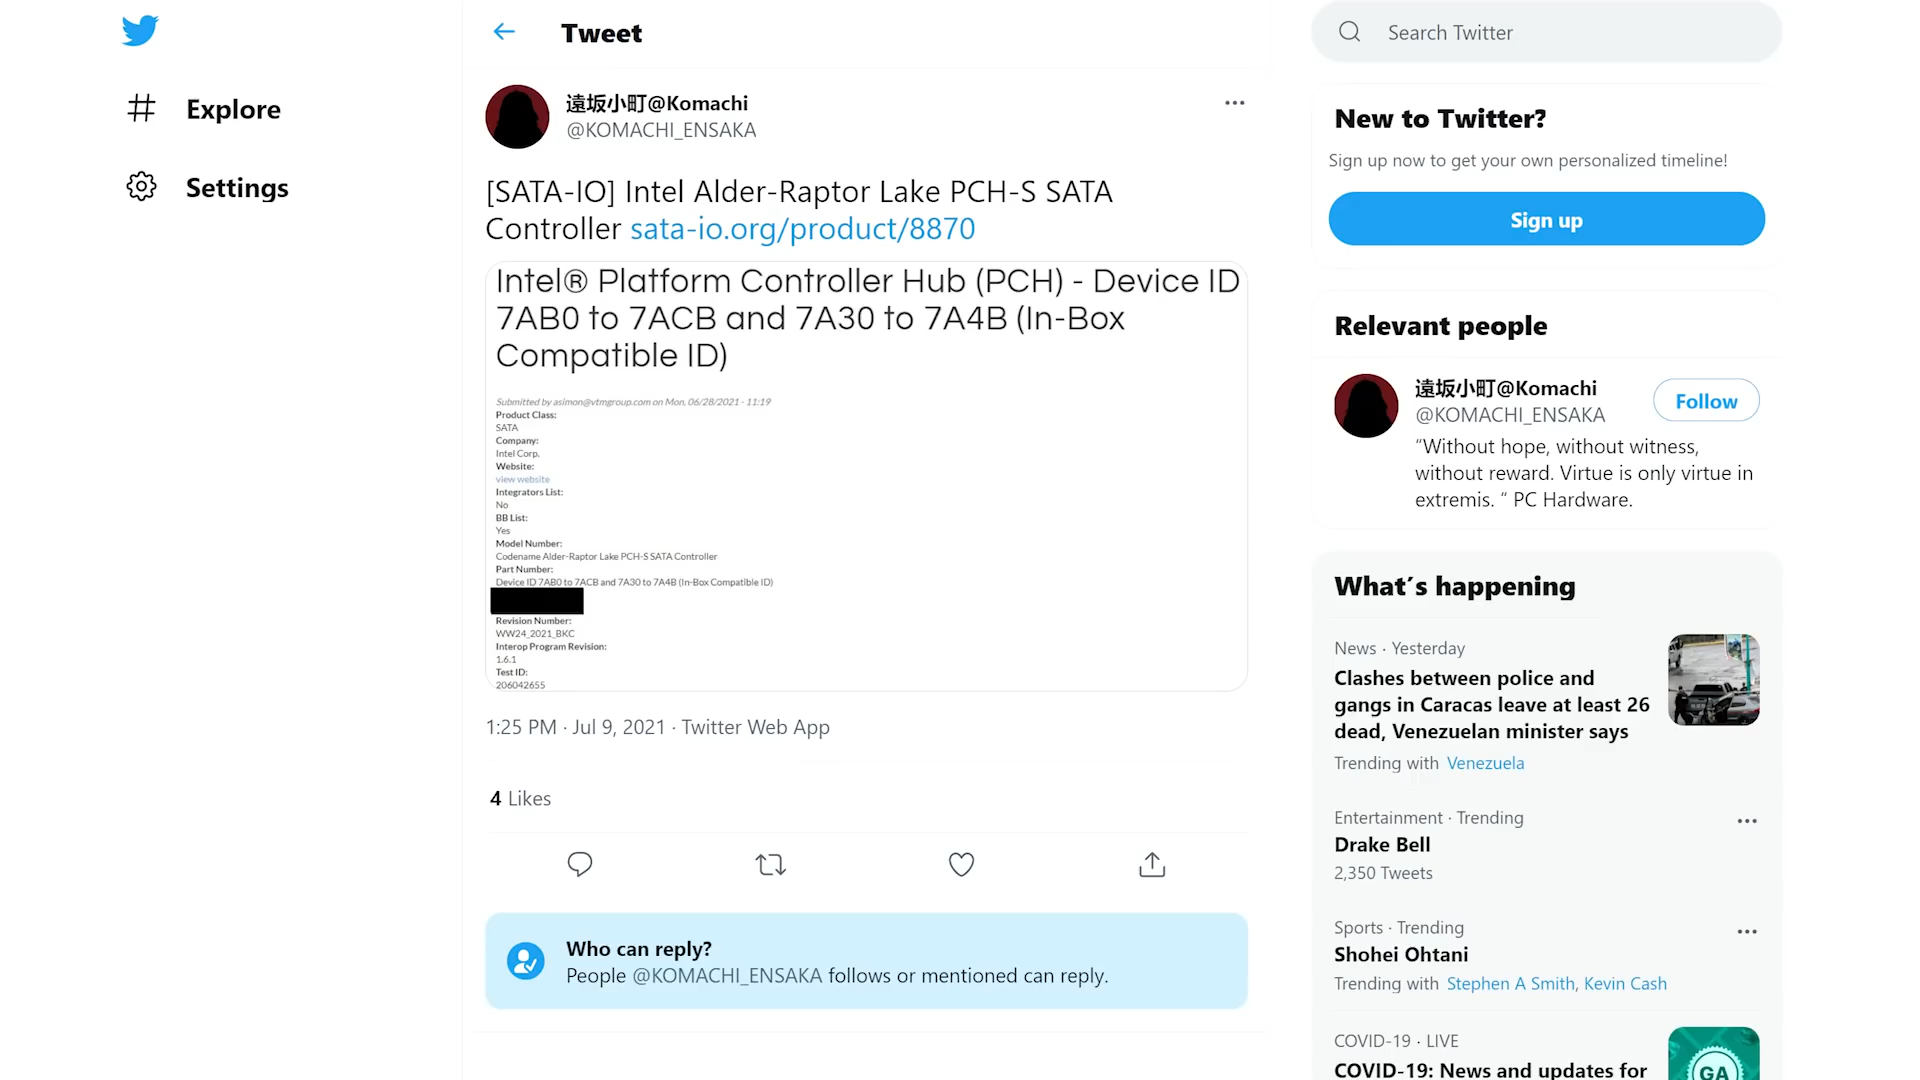 Explore
Settings
Tweet
遠坂小町@Komachi
@KOMACHI_ENSAKA
[SATA-IO] Intel Alder-Raptor Lake PCH-S SATA
Controller sata-io.org/product/8870
Intel® Platform Controller Hub (PCH) - Device ID
7AB0 to 7ACB and 7A30 to 7A4B (In-Box
Compatible ID)
Submitted by asimon@vtmgroup.com on Mon, 06/28/2021 - 11:19
Product Class:
SATA
Company:
Intel Corp.
Website:
view website
Integrators List:
No
BB List:
Yes
Model Number:
Codename Alder-Raptor Lake PCH-S SATA Controller
Part Number:
Device ID 7AB0 to 7ACB and 7A30 to 7A4B (In-Box Compatible ID)
Revision Number:
WW24_2021_BKC
Interop Program Revision:
1.6.1
Test ID:
206042655
1:25 PM · Jul 9, 2021 · Twitter Web App
4 Likes
Who can reply?
People @KOMACHI_ENSAKA follows or mentioned can reply.
Search Twitter
New to Twitter?
Sign up now to get your own personalized timeline!
Sign up
Relevant people
遠坂小町@Komachi
@KOMACHI_ENSAKA
Follow
“Without hope, without witness,
without reward. Virtue is only virtue in
extremis. “ PC Hardware.
What’s happening
News · Yesterday
Clashes between police and
gangs in Caracas leave at least 26
dead, Venezuelan minister says
Trending with Venezuela
Entertainment · Trending
Drake Bell
2,350 Tweets
Sports · Trending
Shohei Ohtani
Trending with Stephen A Smith, Kevin Cash
COVID-19 · LIVE
COVID-19: News and updates for
GA